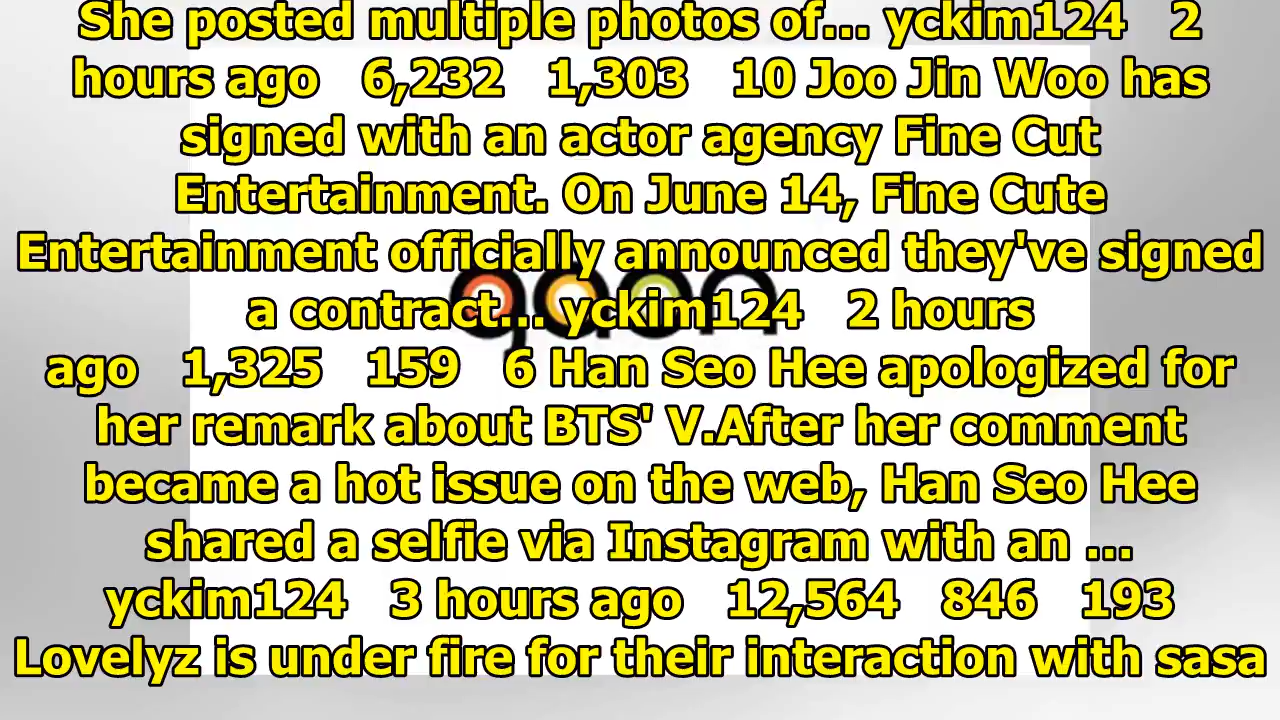 She posted multiple photos of... yckim124 2
hours ago 6,232 1,303 10 Joo Jin Woo has
signed with an actor agency Fine Cut
Entertainment. On June 14, Fine Cute
Entertainment officially announced they've signed
gaon
a contract... yckim124 2 hours
ago 1,325 159 6 Han Seo Hee apologized for
her remark about BTS' V.After her comment
became a hot issue on the web, Han Seo Hee
shared a selfie via Instagram with an ...
yckim124 3 hours ago 12,564 846 193
Lovelyz is under fire for their interaction with sasa